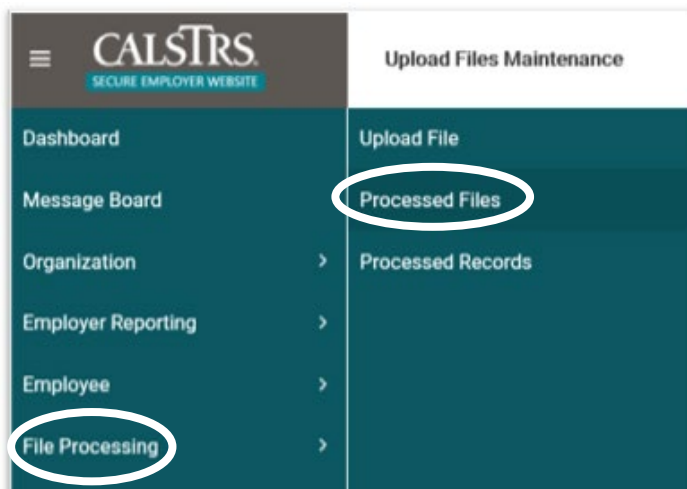 CALSTRS
SECURE EMPLOYER WEBSITE
Upload Files Maintenance
Dashboard
Message Board
Organization
Employer Reporting
Employee
File Processing
Upload File
Processed Files
Processed Records